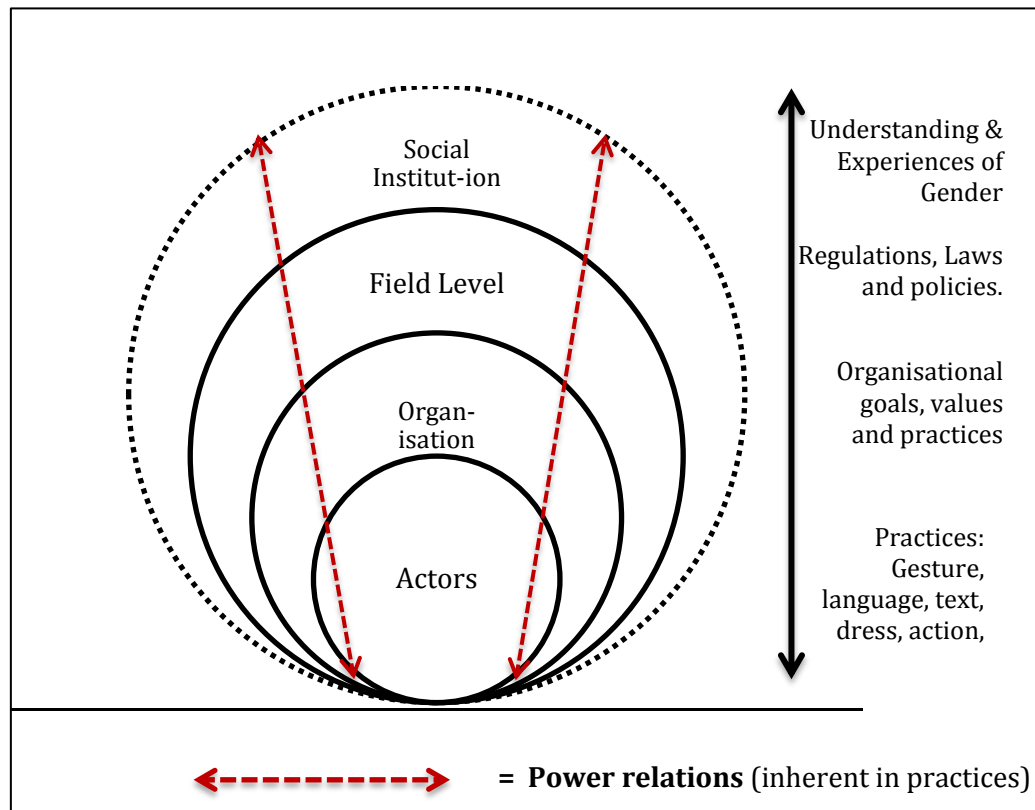 Social
Institut-ion
Field Level
Organ-
isation
Actors
Understanding &
Experiences of
Gender
Regulations, Laws
and policies.
Organisational
goals, values
and practices
Practices:
Gesture,
language, text,
dress, action,
= Power relations (inherent in practices)